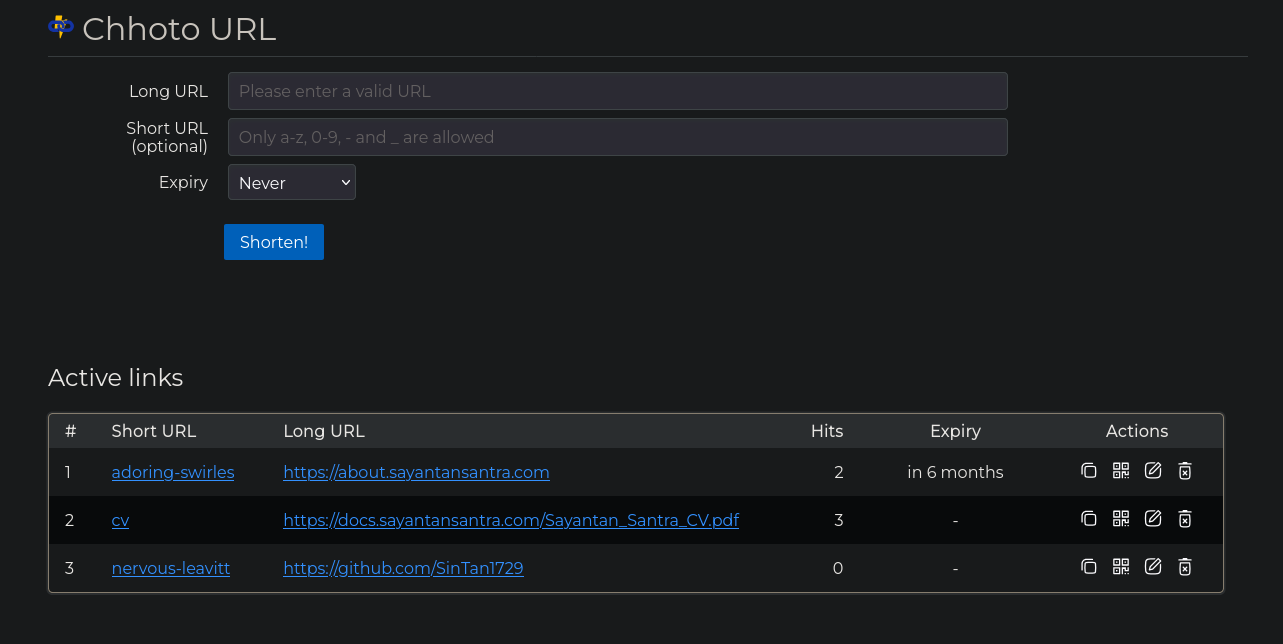 Chhoto URL
Long URL Please enter a valid URL
Short URL (optional) Only a-z, 0-9, - and _ are allowed
Expiry Never
Shorten!
Active links
# Short URL Long URL Hits Expiry Actions
1 adoring-swirles https://about.sayantansantra.com 2 in 6 months
2 cv https://docs.sayantansantra.com/Sayantan_Santra_CV.pdf 3 -
3 nervous-leavitt https://github.com/SinTan1729 0 -